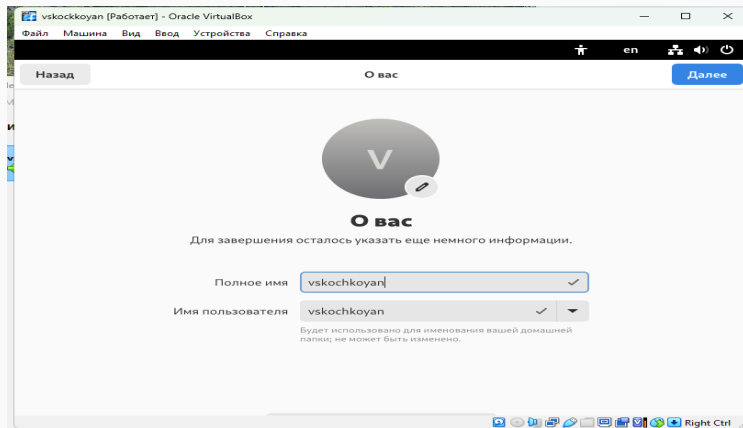 vskockkoyan [Работает] - Oracle VirtualBox
Файл Машина Вид Ввод Устройства Справка
en
Назад
О вас
Далее
V
О вас
Для завершения осталось указать еще немного информации.
Полное имя
vskochkoyan
Имя пользователя
vskochkoyan
Будет использовано для именования вашей домашней
папки; не может быть изменено.
Right Ctrl